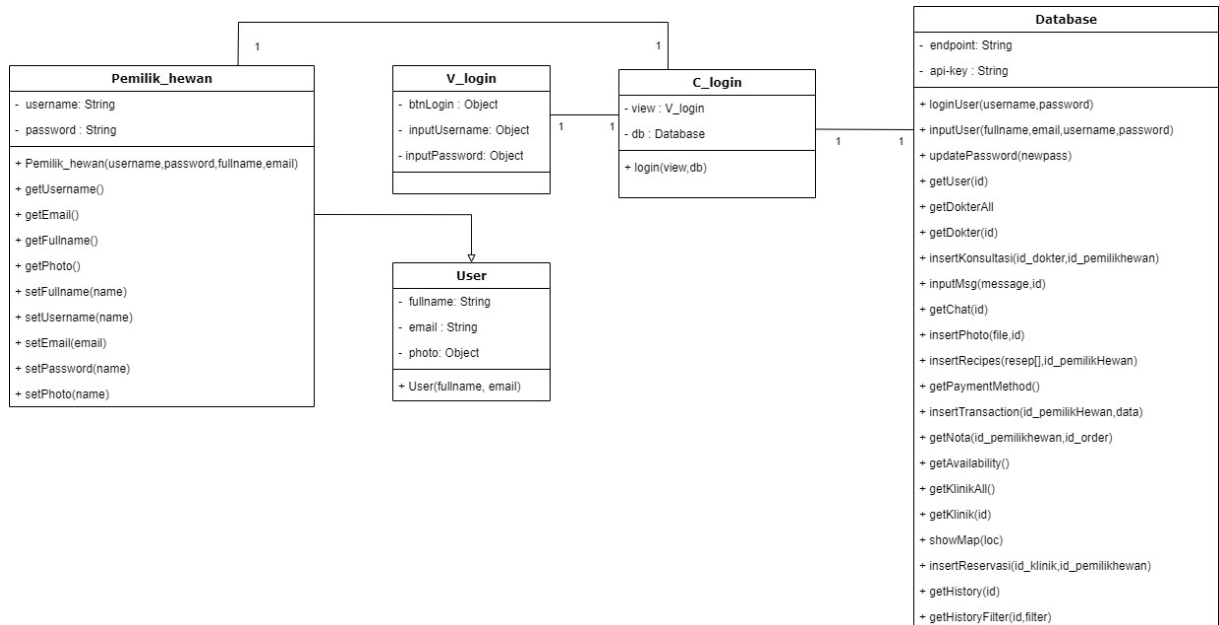 Pemilik_hewan
- username: String
- password : String
+ Pemilik_hewan(username,password,fullname,email)
+ getUsername()
+ getEmail()
+ getFullname()
+ getPhoto()
+ setFullname(name)
+ setUsername(name)
+ setEmail(email)
+ setPassword(name)
+ setPhoto(name)
1
1
V_login
- btnLogin : Object
- inputUsername: Object
- inputPassword: Object
1
1
User
- fullname: String
- email : String
- photo: Object
+ User(fullname, email)
C_login
- view : V_login
- db : Database
+ login(view,db)
1
1
Database
- endpoint: String
- api-key : String
+ loginUser(username,password)
+ inputUser(fullname,email,username,password)
+ updatePassword(newpass)
+ getUser(id)
+ getDokterAll
+ getDokter(id)
+ insertKonsultasi(id_dokter,id_pemilikhewan)
+ inputMsg(message,id)
+ getChat(id)
+ insertPhoto(file,id)
+ insertRecipes(resep[],id_pemilikHewan)
+ getPaymentMethod()
+ insertTransaction(id_pemilikHewan,data)
+ getNota(id_pemilikhewan,id_order)
+ getAvailability()
+ getKlinikAll()
+ getKlinik(id)
+ showMap(loc)
+ insertReservasi(id_klinik,id_pemilikhewan)
+ getHistory(id)
+ getHistoryFilter(id,filter)